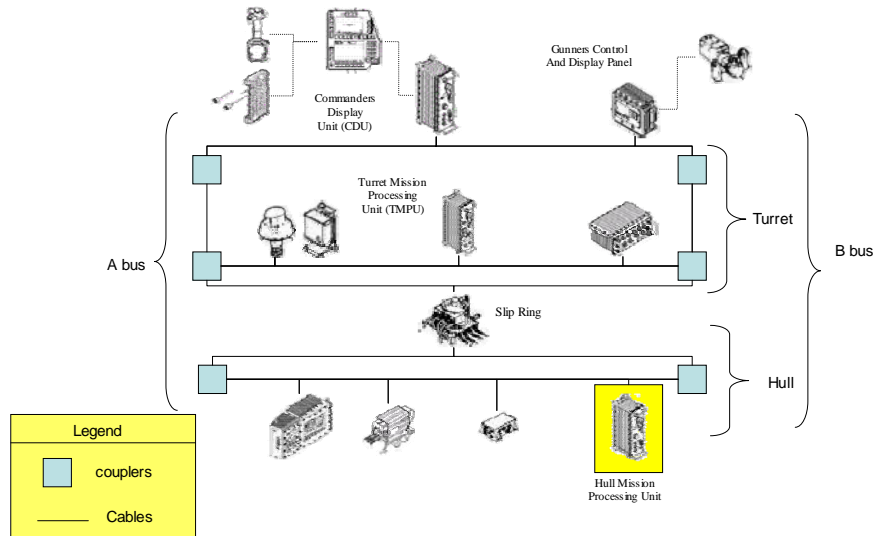 Gunners Control
And Display Panel
Commanders
Display
Unit (CDU)
Turret Mission
Processing
Unit (TMPU)
Turret
A bus
B bus
Slip Ring
Hull
Legend
couplers
Cables
Hull Mission
Processing Unit